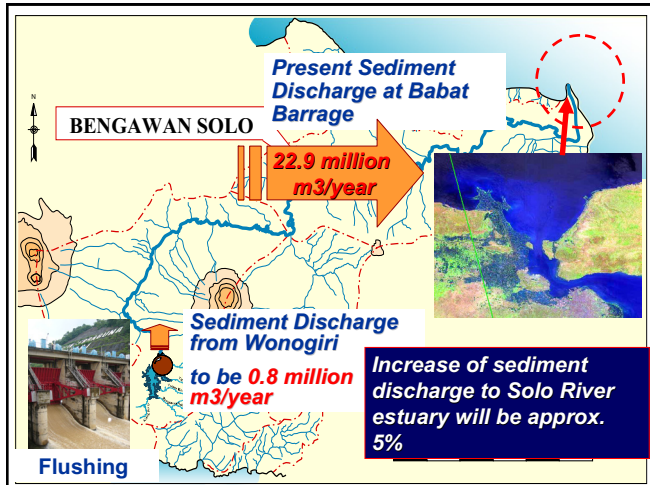 Present Sediment
Discharge at Babat
Barrage
N
BENGAWAN SOLO
22.9 million
m3/year
Sediment Discharge
from Wonogiri
to be 0.8 million
m3/year
Increase of sediment
discharge to Solo River
estuary will be approx.
5%
Flushing